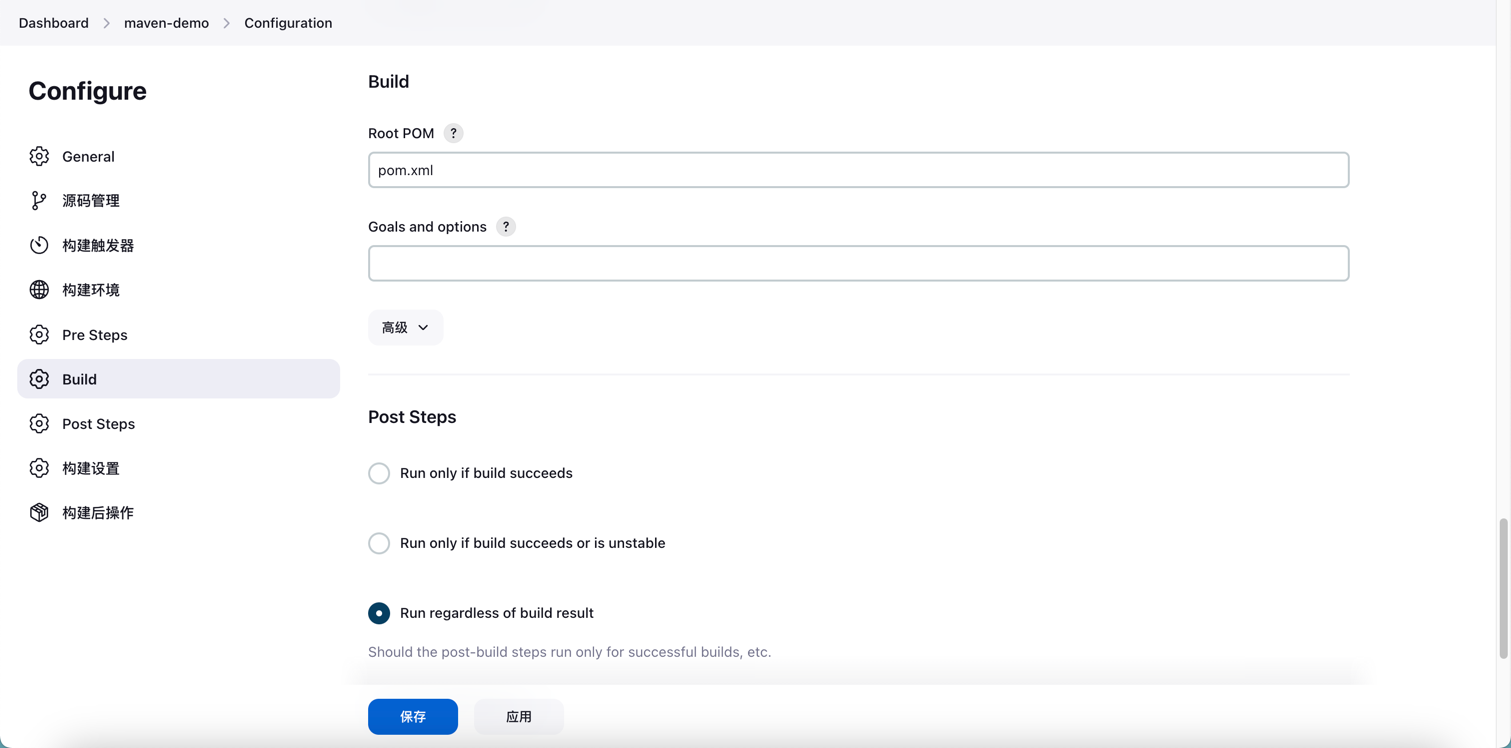 Dashboard > maven-demo > Configuration
Configure
General
源码管理
构建触发器
构建环境
Pre Steps
Build
Post Steps
构建设置
构建后操作
Build
Root POM ?
pom.xml
Goals and options ?
高级
Post Steps
Run only if build succeeds
Run only if build succeeds or is unstable
Run regardless of build result
Should the post-build steps run only for successful builds, etc.
保存
应用